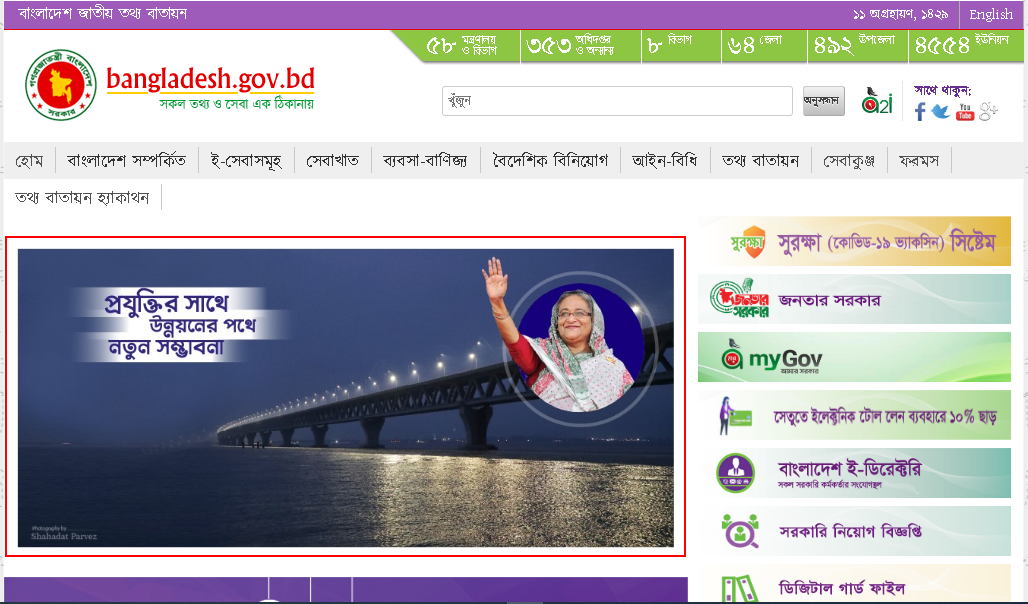 বাংলাদেশ জাতীয় তথ্য বাতায়ন
১১ অগ্রহায়ণ, ১৪২৯
English
৫৮ মন্ত্রণালয় ও বিভাগ
৩৫৩ অধিদপ্তর ও অন্যান্য
৮ বিভাগ
৬৪ জেলা
৪৯২ উপজেলা
৪৫৫৪ ইউনিয়ন
গণপ্রজাতন্ত্রী বাংলাদেশ সরকার
bangladesh.gov.bd
সকল তথ্য ও সেবা এক ঠিকানায়
খুঁজুন
অনুসন্ধান
a2i
সাথে থাকুন:
You Tube
হোম
বাংলাদেশ সম্পর্কিত
ই-সেবাসমূহ
সেবাখাত
ব্যবসা-বাণিজ্য
বৈদেশিক বিনিয়োগ
আইন-বিধি
তথ্য বাতায়ন
সেবাকুঞ্জ
ফরমস
তথ্য বাতায়ন হ্যাকাথন
প্রযুক্তির সাথে
উন্নয়নের পথে
নতুন সম্ভাবনা
Photography by
Shahadat Parvez
সুরক্ষা
সুরক্ষা (কোভিড-১৯ ভ্যাকসিন) সিস্টেম
জনতার সরকার
জনতার সরকার
myGov
আমার সরকার
সেতুতে ইলেক্ট্রনিক টোল লেন ব্যবহারে ১০% ছাড়
বাংলাদেশ ই-ডিরেক্টরি
সকল সরকারি কর্মকর্তার সংযোগস্থল
সরকারি নিয়োগ বিজ্ঞপ্তি
ডিজিটাল গার্ড ফাইল